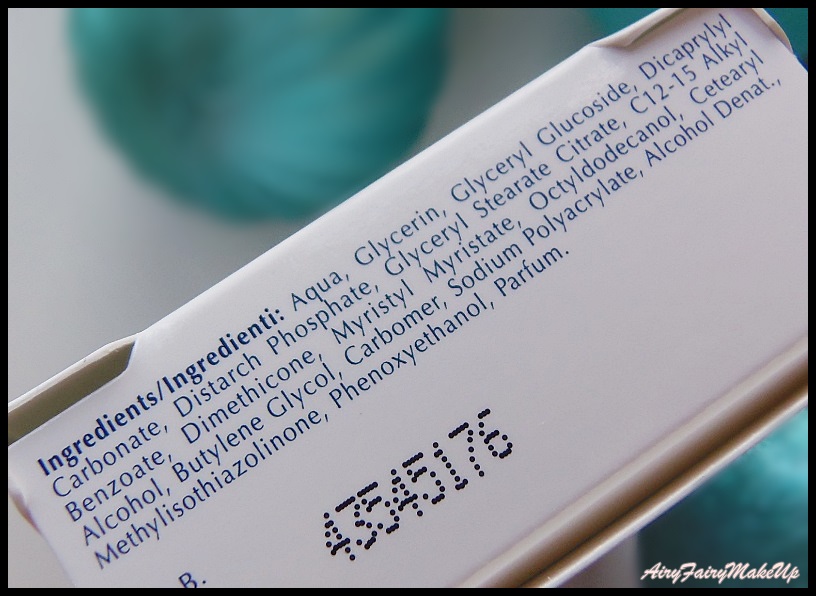 Ingredients/Ingredienti: Aqua, Glycerin, Glyceryl Glucoside, Dicaprylyl
Carbonate, Distarch Phosphate, Glyceryl Stearate Citrate, C12-15 Alkyl
Benzoate, Dimethicone, Myristyl Myristate, Octyldodecanol, Cetearyl
Alcohol, Butylene Glycol, Carbomer, Sodium Polyacrylate, Alcohol Denat.,
Methylisothiazolinone, Phenoxyethanol, Parfum.
43545176
B.
AiryFairyMakeUp